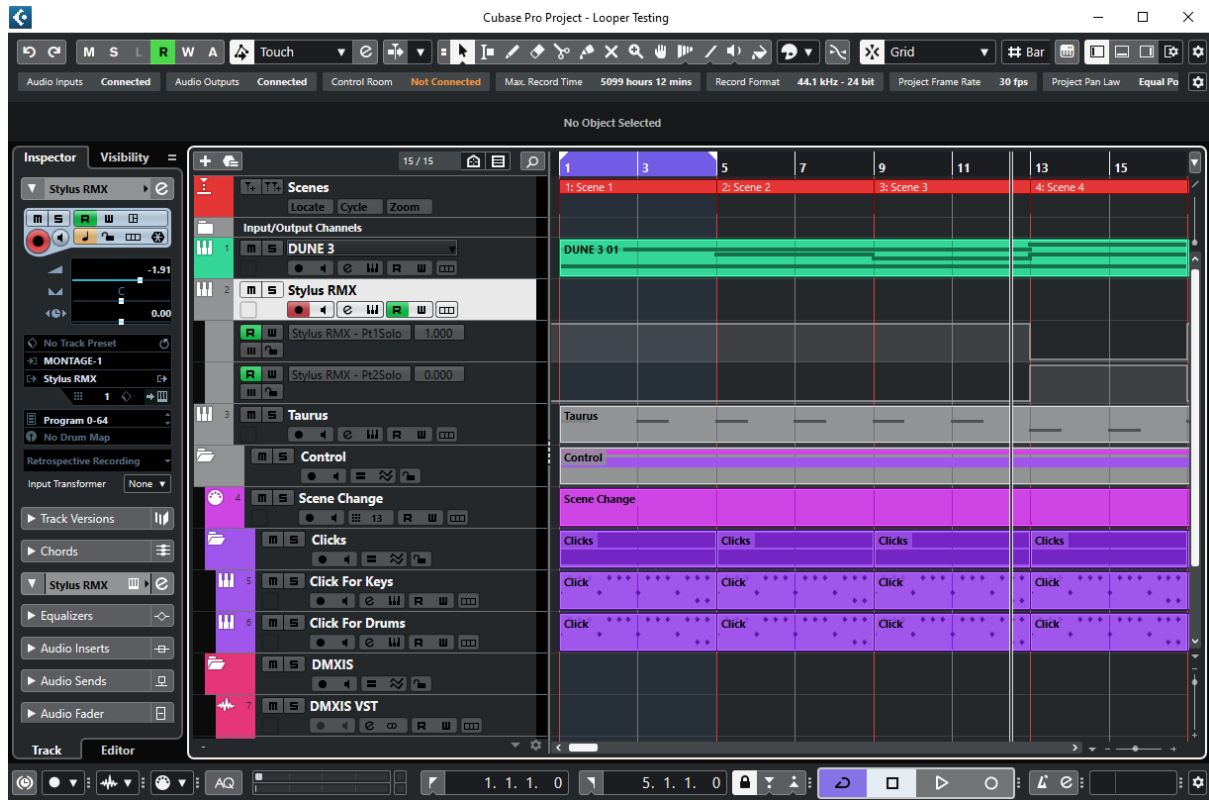 Cubase Pro Project - Looper Testing
M S L R W A Touch Grid Bar
Audio Inputs Connected Audio Outputs Connected Control Room Not Connected Max. Record Time 5099 hours 12 mins Record Format 44.1 kHz - 24 bit Project Frame Rate 30 fps Project Pan Law Equal Po
No Object Selected
Inspector Visibility
15 / 15
1 3 5 7 9 11 13 15
Stylus RMX
m S R W
-1.91
C
0.00
No Track Preset
MONTAGE-1
Stylus RMX
1
Program 0-64
No Drum Map
Retrospective Recording
Input Transformer None
Track Versions
Chords
Stylus RMX
Equalizers
Audio Inserts
Audio Sends
Audio Fader
Track Editor
Scenes
Locate Cycle Zoom
1: Scene 1 2: Scene 2 3: Scene 3 4: Scene 4
Input/Output Channels
1 m S DUNE 3
e R W
DUNE 3 01
2 m S Stylus RMX
e R W
R W Stylus RMX - Pt1Solo 1.000
R W Stylus RMX - Pt2Solo 0.000
3 m S Taurus
e R W
Taurus
m S Control
Control
4 m S Scene Change
13 R W
Scene Change
m S Clicks
Clicks Clicks Clicks Clicks
5 m S Click For Keys
e R W
Click Click Click Click
6 m S Click For Drums
e R W
Click Click Click Click
m S DMXIS
7 m S DMXIS VST
e R W
AQ 1. 1. 1. 0 5. 1. 1. 0